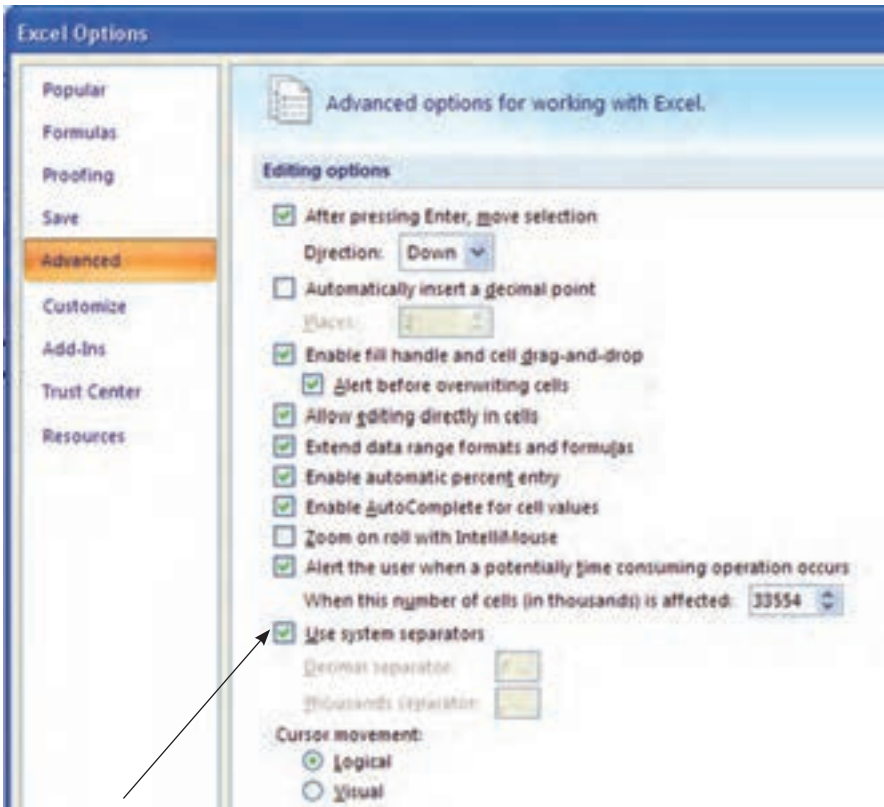 Excel Options
Popular
Formulas
Proofing
Save
Advanced
Customize
Add-Ins
Trust Center
Resources
Advanced options for working with Excel.
Editing options
After pressing Enter, move selection
Direction: Down
Automatically insert a decimal point
Places:
Enable fill handle and cell drag-and-drop
Alert before overwriting cells
Allow editing directly in cells
Extend data range formats and formulas
Enable automatic percent entry
Enable AutoComplete for cell values
Zoom on roll with IntelliMouse
Alert the user when a potentially time consuming operation occurs
When this number of cells (in thousands) is affected: 33554
Use system separators
Decimal separator:
Thousands separator:
Cursor movement:
Logical
Visual